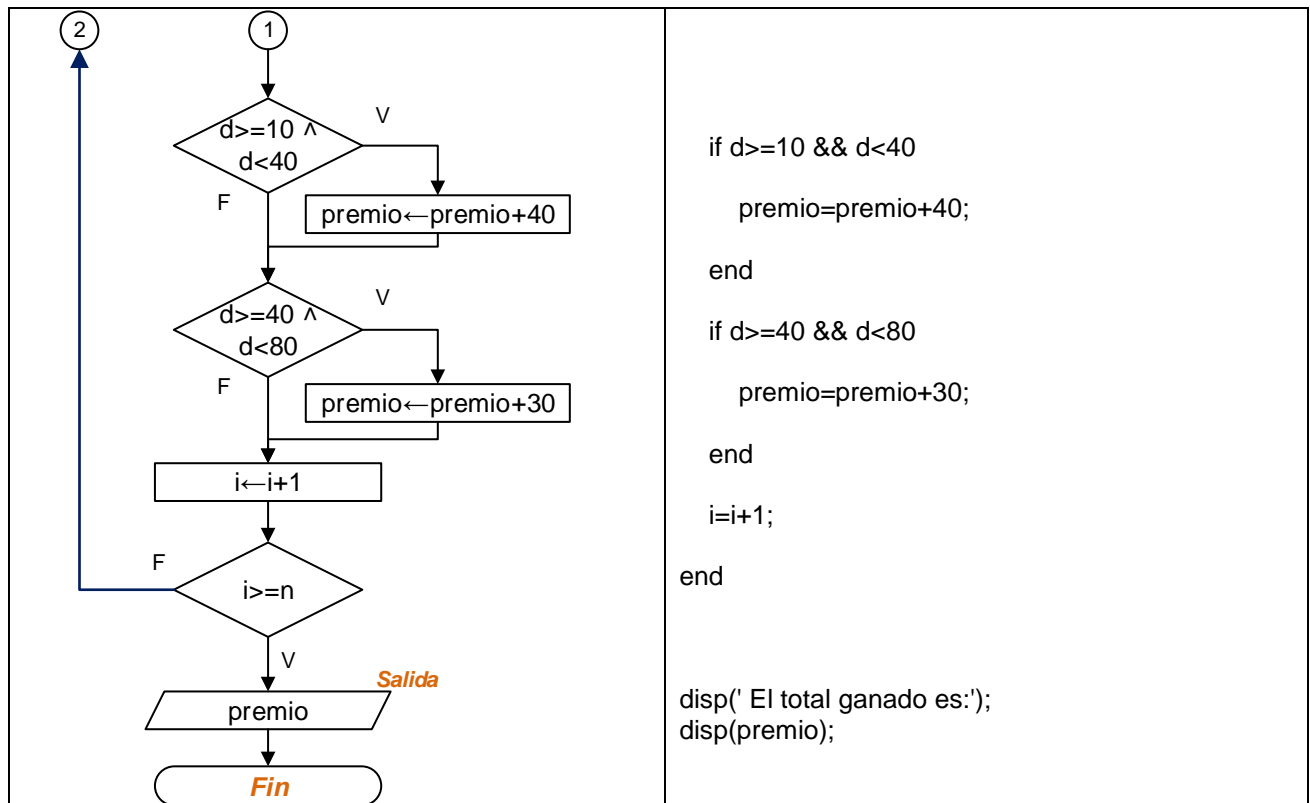 2
1
d>=10 ʌ
d<40
V
F
premio←premio+40
d>=40 ʌ
d<80
V
F
premio←premio+30
i←i+1
F
i>=n
V
Salida
premio
Fin
if d>=10 && d<40
premio=premio+40;
end
if d>=40 && d<80
premio=premio+30;
end
i=i+1;
end
disp(' El total ganado es:');
disp(premio);